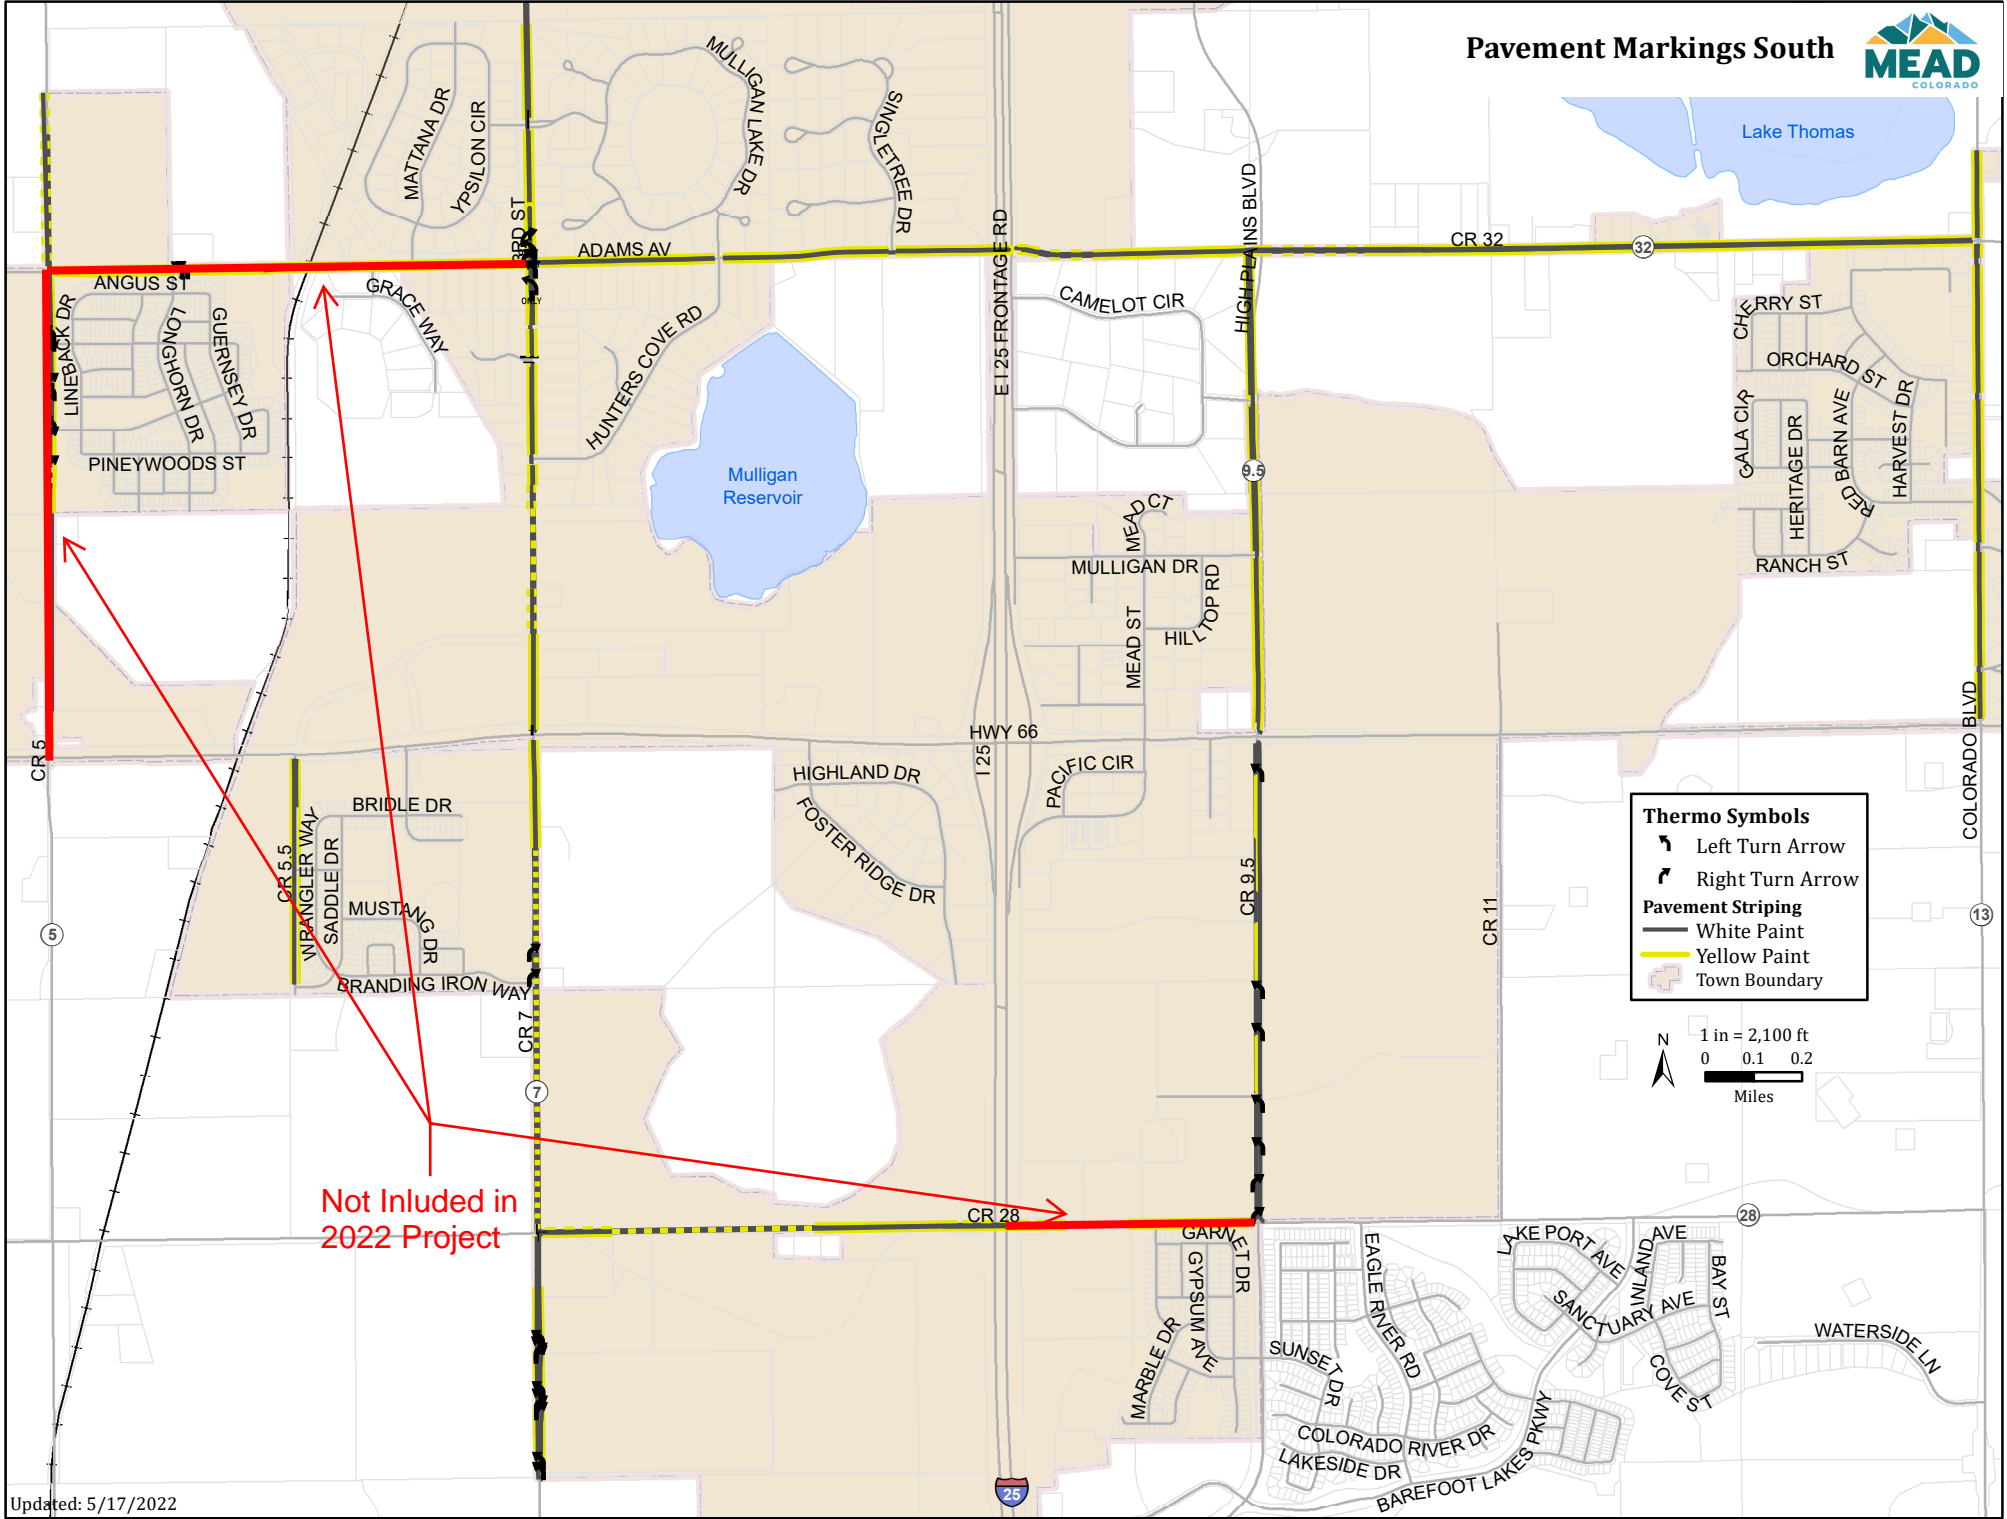 Pavement Markings South
MEAD
COLORADO
Lake Thomas
MULLIGAN LAKE DR
SINGLETREE DR
MATTANA DR
YPSILON CIR
3RD ST
ADAMS AV
E I 25 FRONTAGE RD
HIGH PLAINS BLVD
CR 32
32
ANGUS ST
LINEBACK DR
LONGHORN DR
GUERNSEY DR
GRACE WAY
ONLY
HUNTERS COVE RD
CAMELOT CIR
CHERRY ST
ORCHARD ST
GALA CIR
HERITAGE DR
RED BARN AVE
HARVEST DR
RANCH ST
PINEYWOODS ST
Mulligan
Reservoir
9.5
MEAD CT
MULLIGAN DR
HILLTOP RD
MEAD ST
HWY 66
I 25
CR 5
COLORADO BLVD
HIGHLAND DR
FOSTER RIDGE DR
PACIFIC CIR
BRIDLE DR
CR 5.5
WRANGLER WAY
SADDLE DR
MUSTANG DR
BRANDING IRON WAY
CR 9.5
CR 11
5
13
Thermo Symbols
Left Turn Arrow
Right Turn Arrow
Pavement Striping
White Paint
Yellow Paint
Town Boundary
N
1 in = 2,100 ft
0 0.1 0.2
Miles
CR 7
7
Not Inluded in
2022 Project
CR 28
28
GARNET DR
GYPSUM AVE
MARBLE DR
EAGLE RIVER RD
SUNSET DR
COLORADO RIVER DR
LAKESIDE DR
BAREFOOT LAKES PKWY
LAKE PORT AVE
INLAND AVE
SANCTUARY AVE
BAY ST
COVE ST
WATERSIDE LN
25
Updated: 5/17/2022